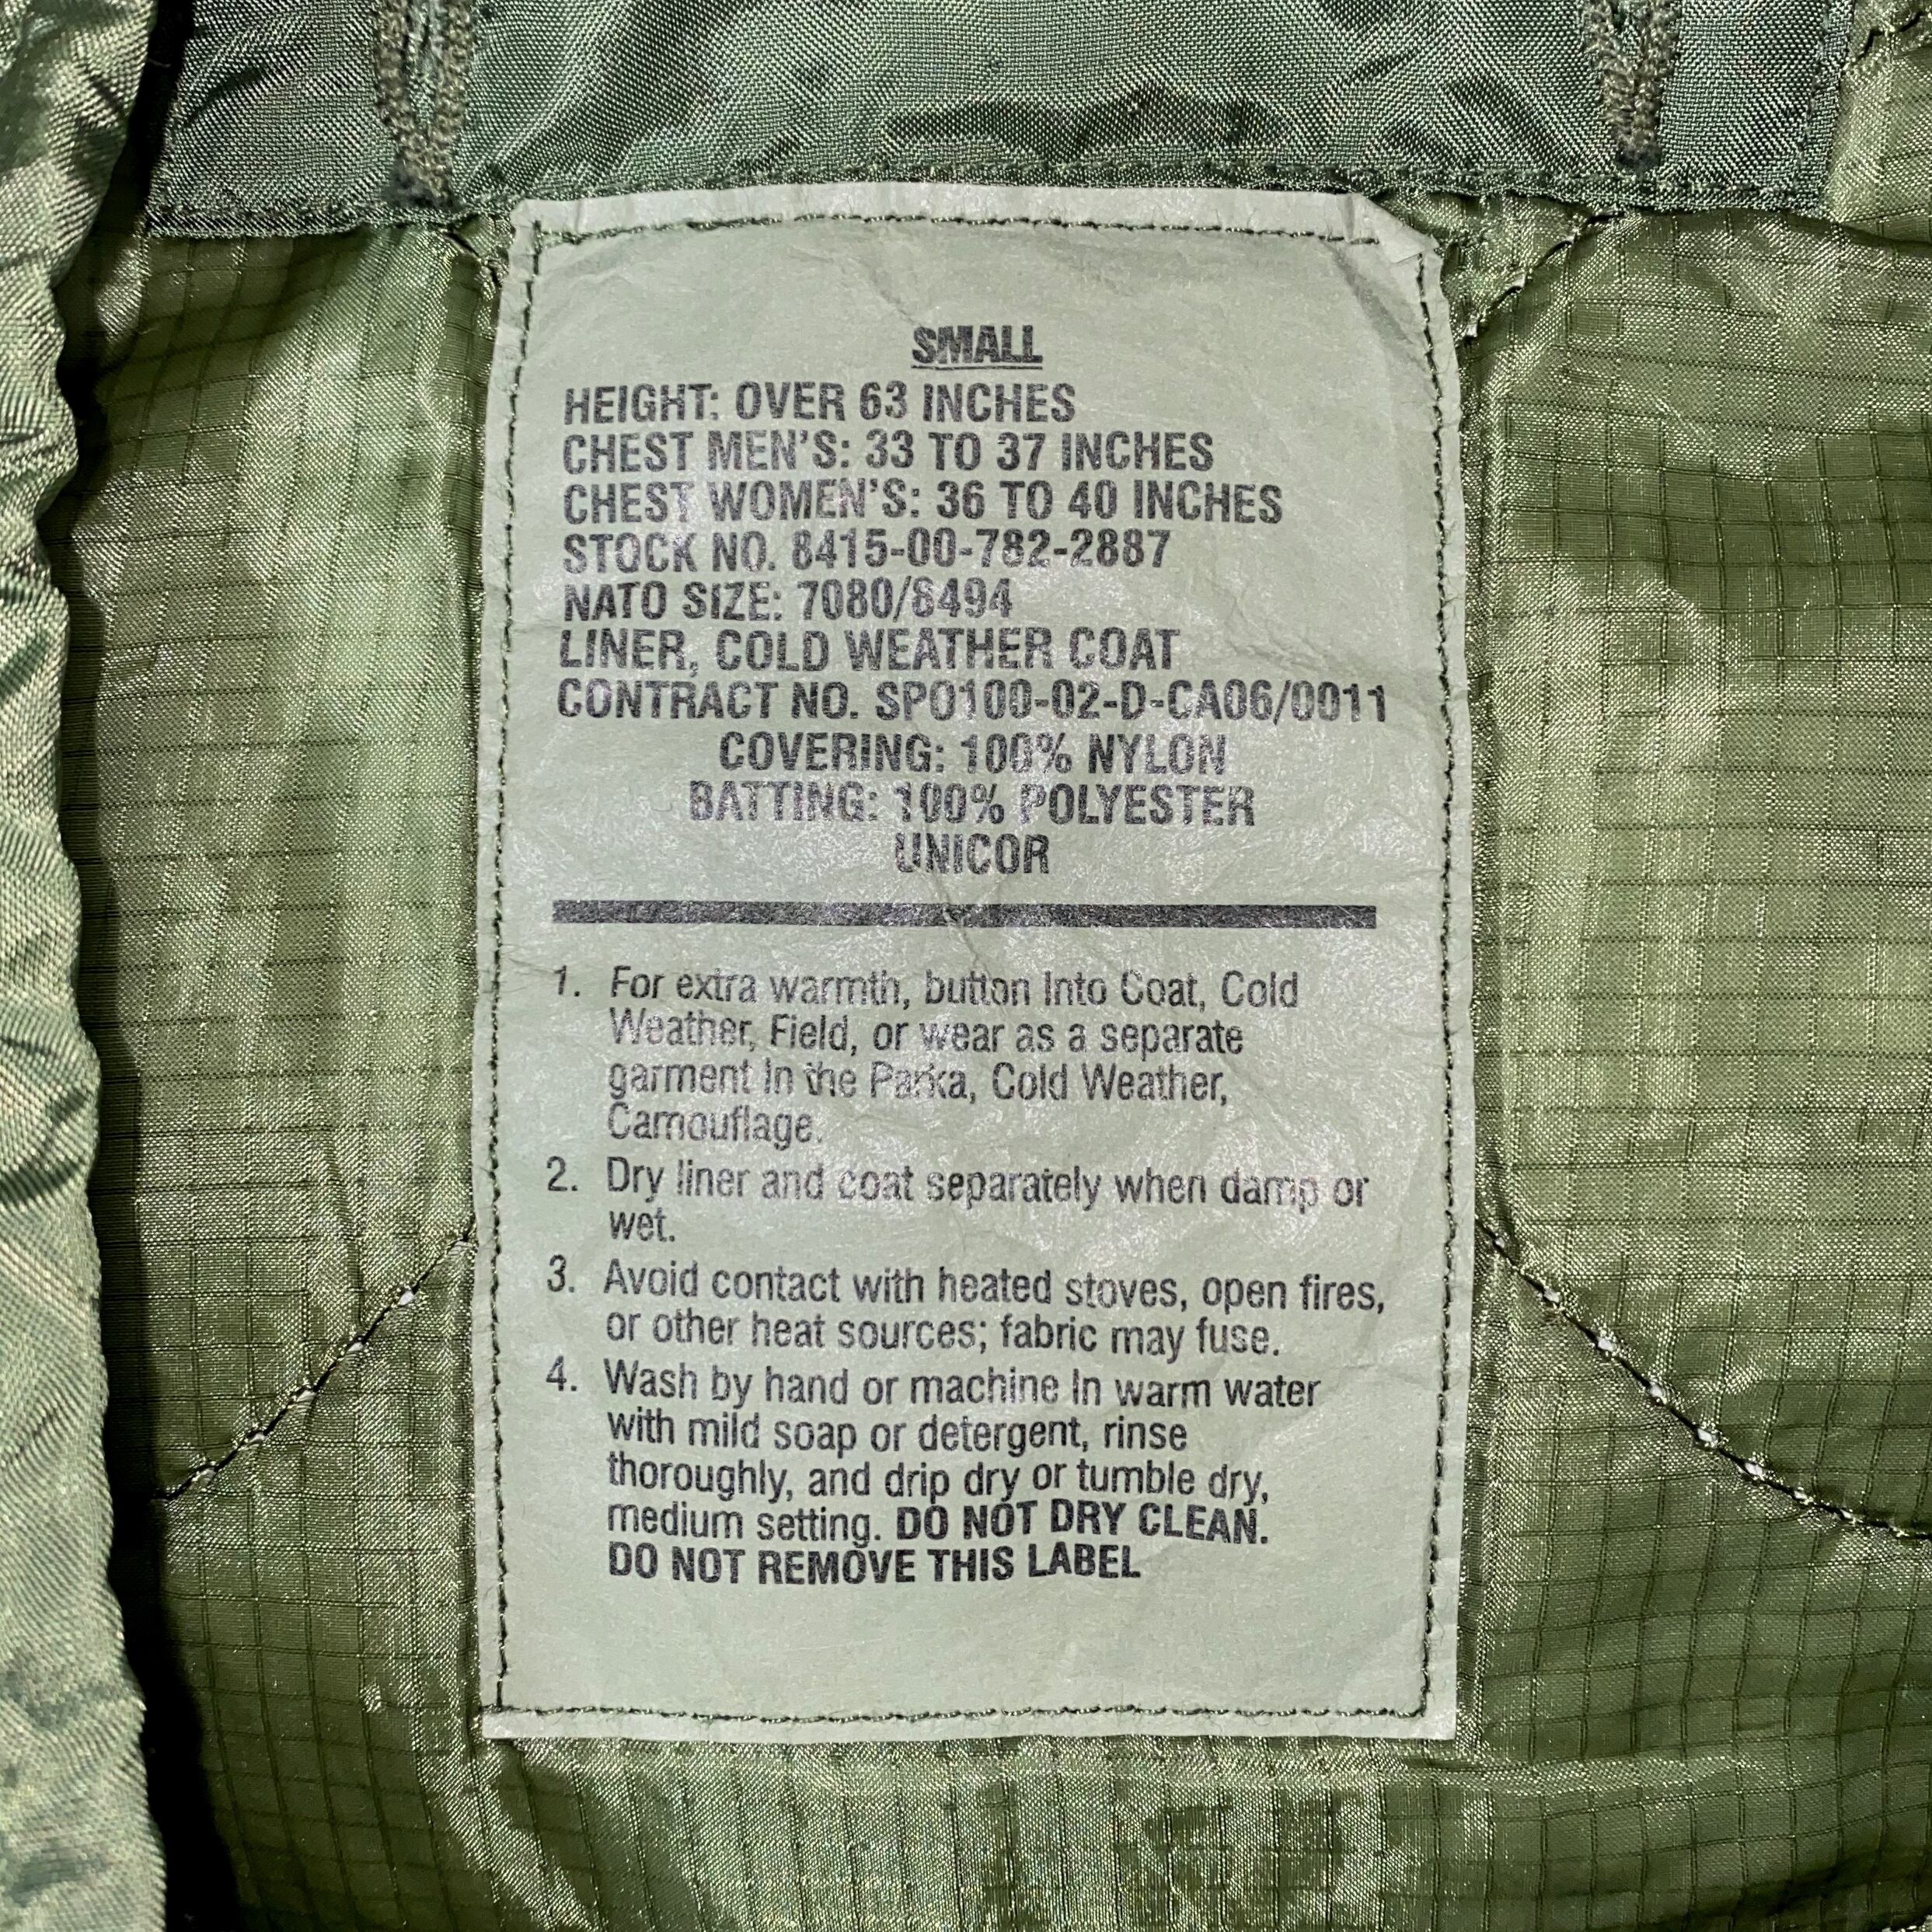 SMALL
HEIGHT: OVER 63 INCHES
CHEST MEN'S: 33 TO 37 INCHES
CHEST WOMEN'S: 36 TO 40 INCHES
STOCK NO. 8415-00-782-2887
NATO SIZE: 7080/8494
LINER, COLD WEATHER COAT
CONTRACT NO. SPO100-02-D-CA06/0011
COVERING: 100% NYLON
BATTING: 100% POLYESTER
UNICOR
1. For extra warmth, button Into Coat, Cold
Weather, Field, or wear as a separate
garment In the Parka, Cold Weather,
Camouflage.
2. Dry liner and coat separately when damp or
wet.
3. Avoid contact with heated stoves, open fires,
or other heat sources; fabric may fuse.
4. Wash by hand or machine In warm water
with mild soap or detergent, rinse
thoroughly, and drip dry or tumble dry,
medium setting. DO NOT DRY CLEAN.
DO NOT REMOVE THIS LABEL